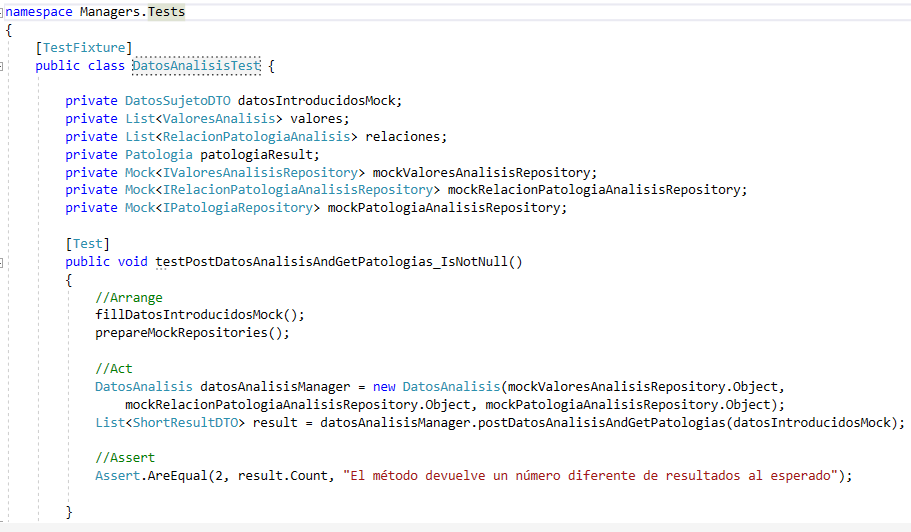 namespace Managers.Tests
{
[TestFixture]
public class DatosAnalisisTest {
private DatosSujetoDTO datosIntroducidosMock;
private List<ValoresAnalisis> valores;
private List<RelacionPatologiaAnalisis> relaciones;
private Patologia patologiaResult;
private Mock<IValoresAnalisisRepository> mockValoresAnalisisRepository;
private Mock<IRelacionPatologiaAnalisisRepository> mockRelacionPatologiaAnalisisRepository;
private Mock<IPatologiaRepository> mockPatologiaAnalisisRepository;
[Test]
public void testPostDatosAnalisisAndGetPatologias_IsNotNull()
{
//Arrange
fillDatosIntroducidosMock();
prepareMockRepositories();
//Act
DatosAnalisis datosAnalisisManager = new DatosAnalisis(mockValoresAnalisisRepository.Object,
mockRelacionPatologiaAnalisisRepository.Object, mockPatologiaAnalisisRepository.Object);
List<ShortResultDTO> result = datosAnalisisManager.postDatosAnalisisAndGetPatologias(datosIntroducidosMock);
//Assert
Assert.AreEqual(2, result.Count, "El método devuelve un número diferente de resultados al esperado");
}